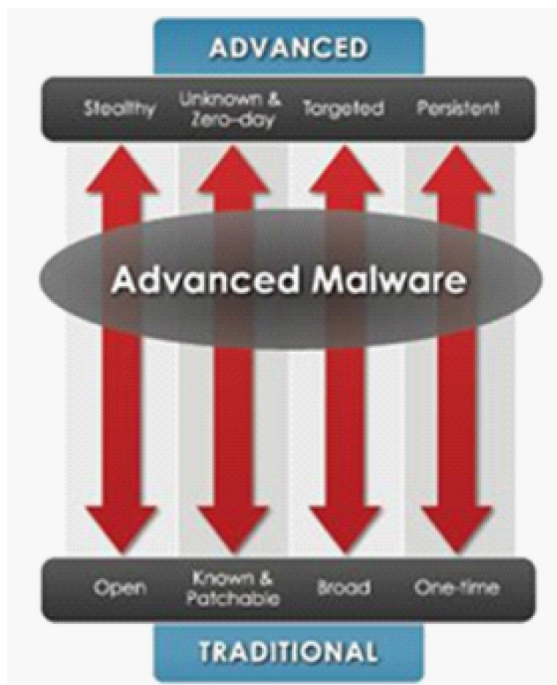 ADVANCED
Stealthy
Unknown &
Zero-day
Targeted
Persistent
Advanced Malware
Open
Known &
Patchable
Broad
One-time
TRADITIONAL